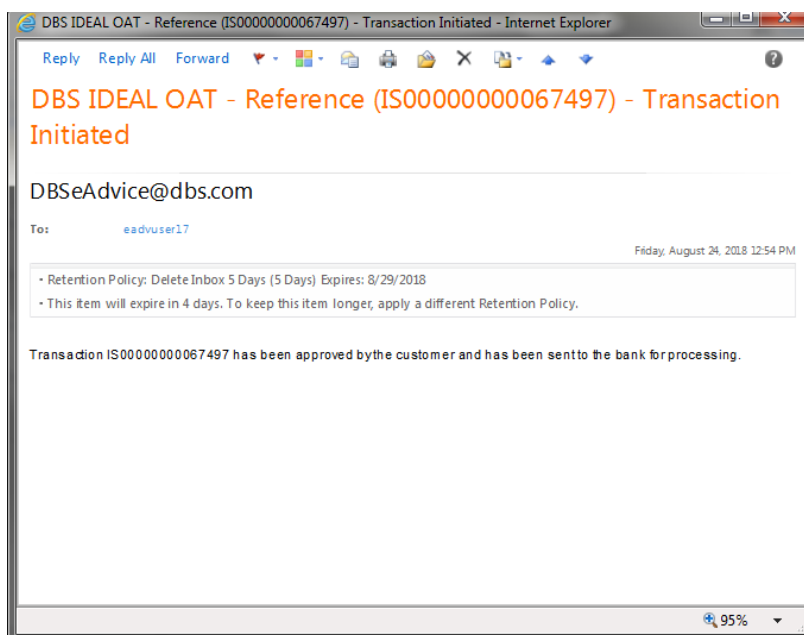 DBS IDEAL OAT - Reference (IS00000000067497) - Transaction Initiated - Internet Explorer
Reply Reply All Forward
DBS IDEAL OAT - Reference (IS00000000067497) - Transaction
Initiated
DBSeAdvice@dbs.com
To: eadvuser17
Friday, August 24, 2018 12:54 PM
- Retention Policy: Delete Inbox 5 Days (5 Days) Expires: 8/29/2018
- This item will expire in 4 days. To keep this item longer, apply a different Retention Policy.
Transaction IS00000000067497 has been approved bythe customer and has been sent to the bank for processing.
95%